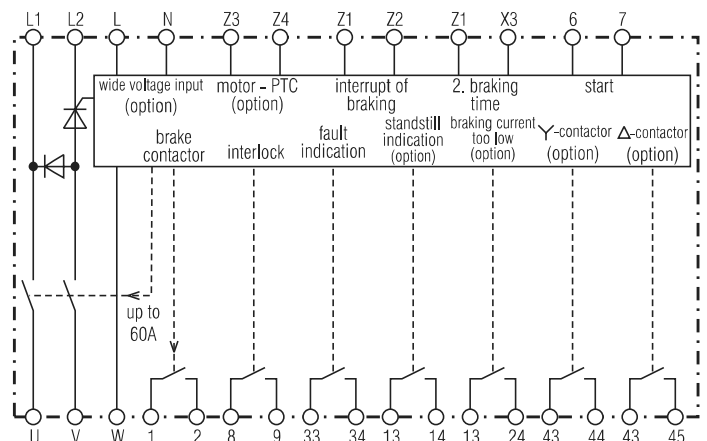 L1 L2 L N Z3 Z4 Z1 Z2 Z1 X3 6 7
wide voltage input
(option)
motor – PTC
(option)
interrupt of
braking
2. braking
time
start
brake
contactor
interlock
fault
indication
standstill
indication
(option)
braking current
too low
(option)
Y-contactor
(option)
Δ-contactor
(option)
up to
60A
U V W 1 2 8 9 33 34 13 14 13 24 43 44 43 45